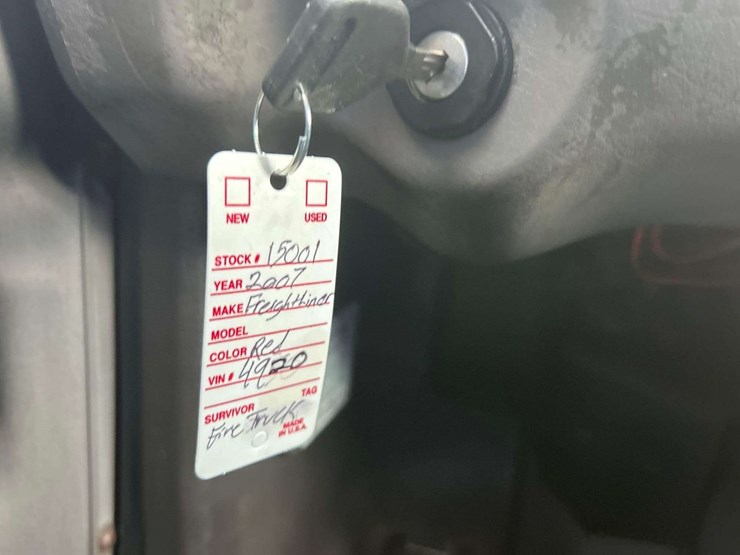 NEW USED
STOCK # 15001
YEAR 2007
MAKE Freightliner
MODEL
COLOR Red
VIN # 4920
SURVIVOR TAG
Fire Truck
MADE
IN U.S.A.